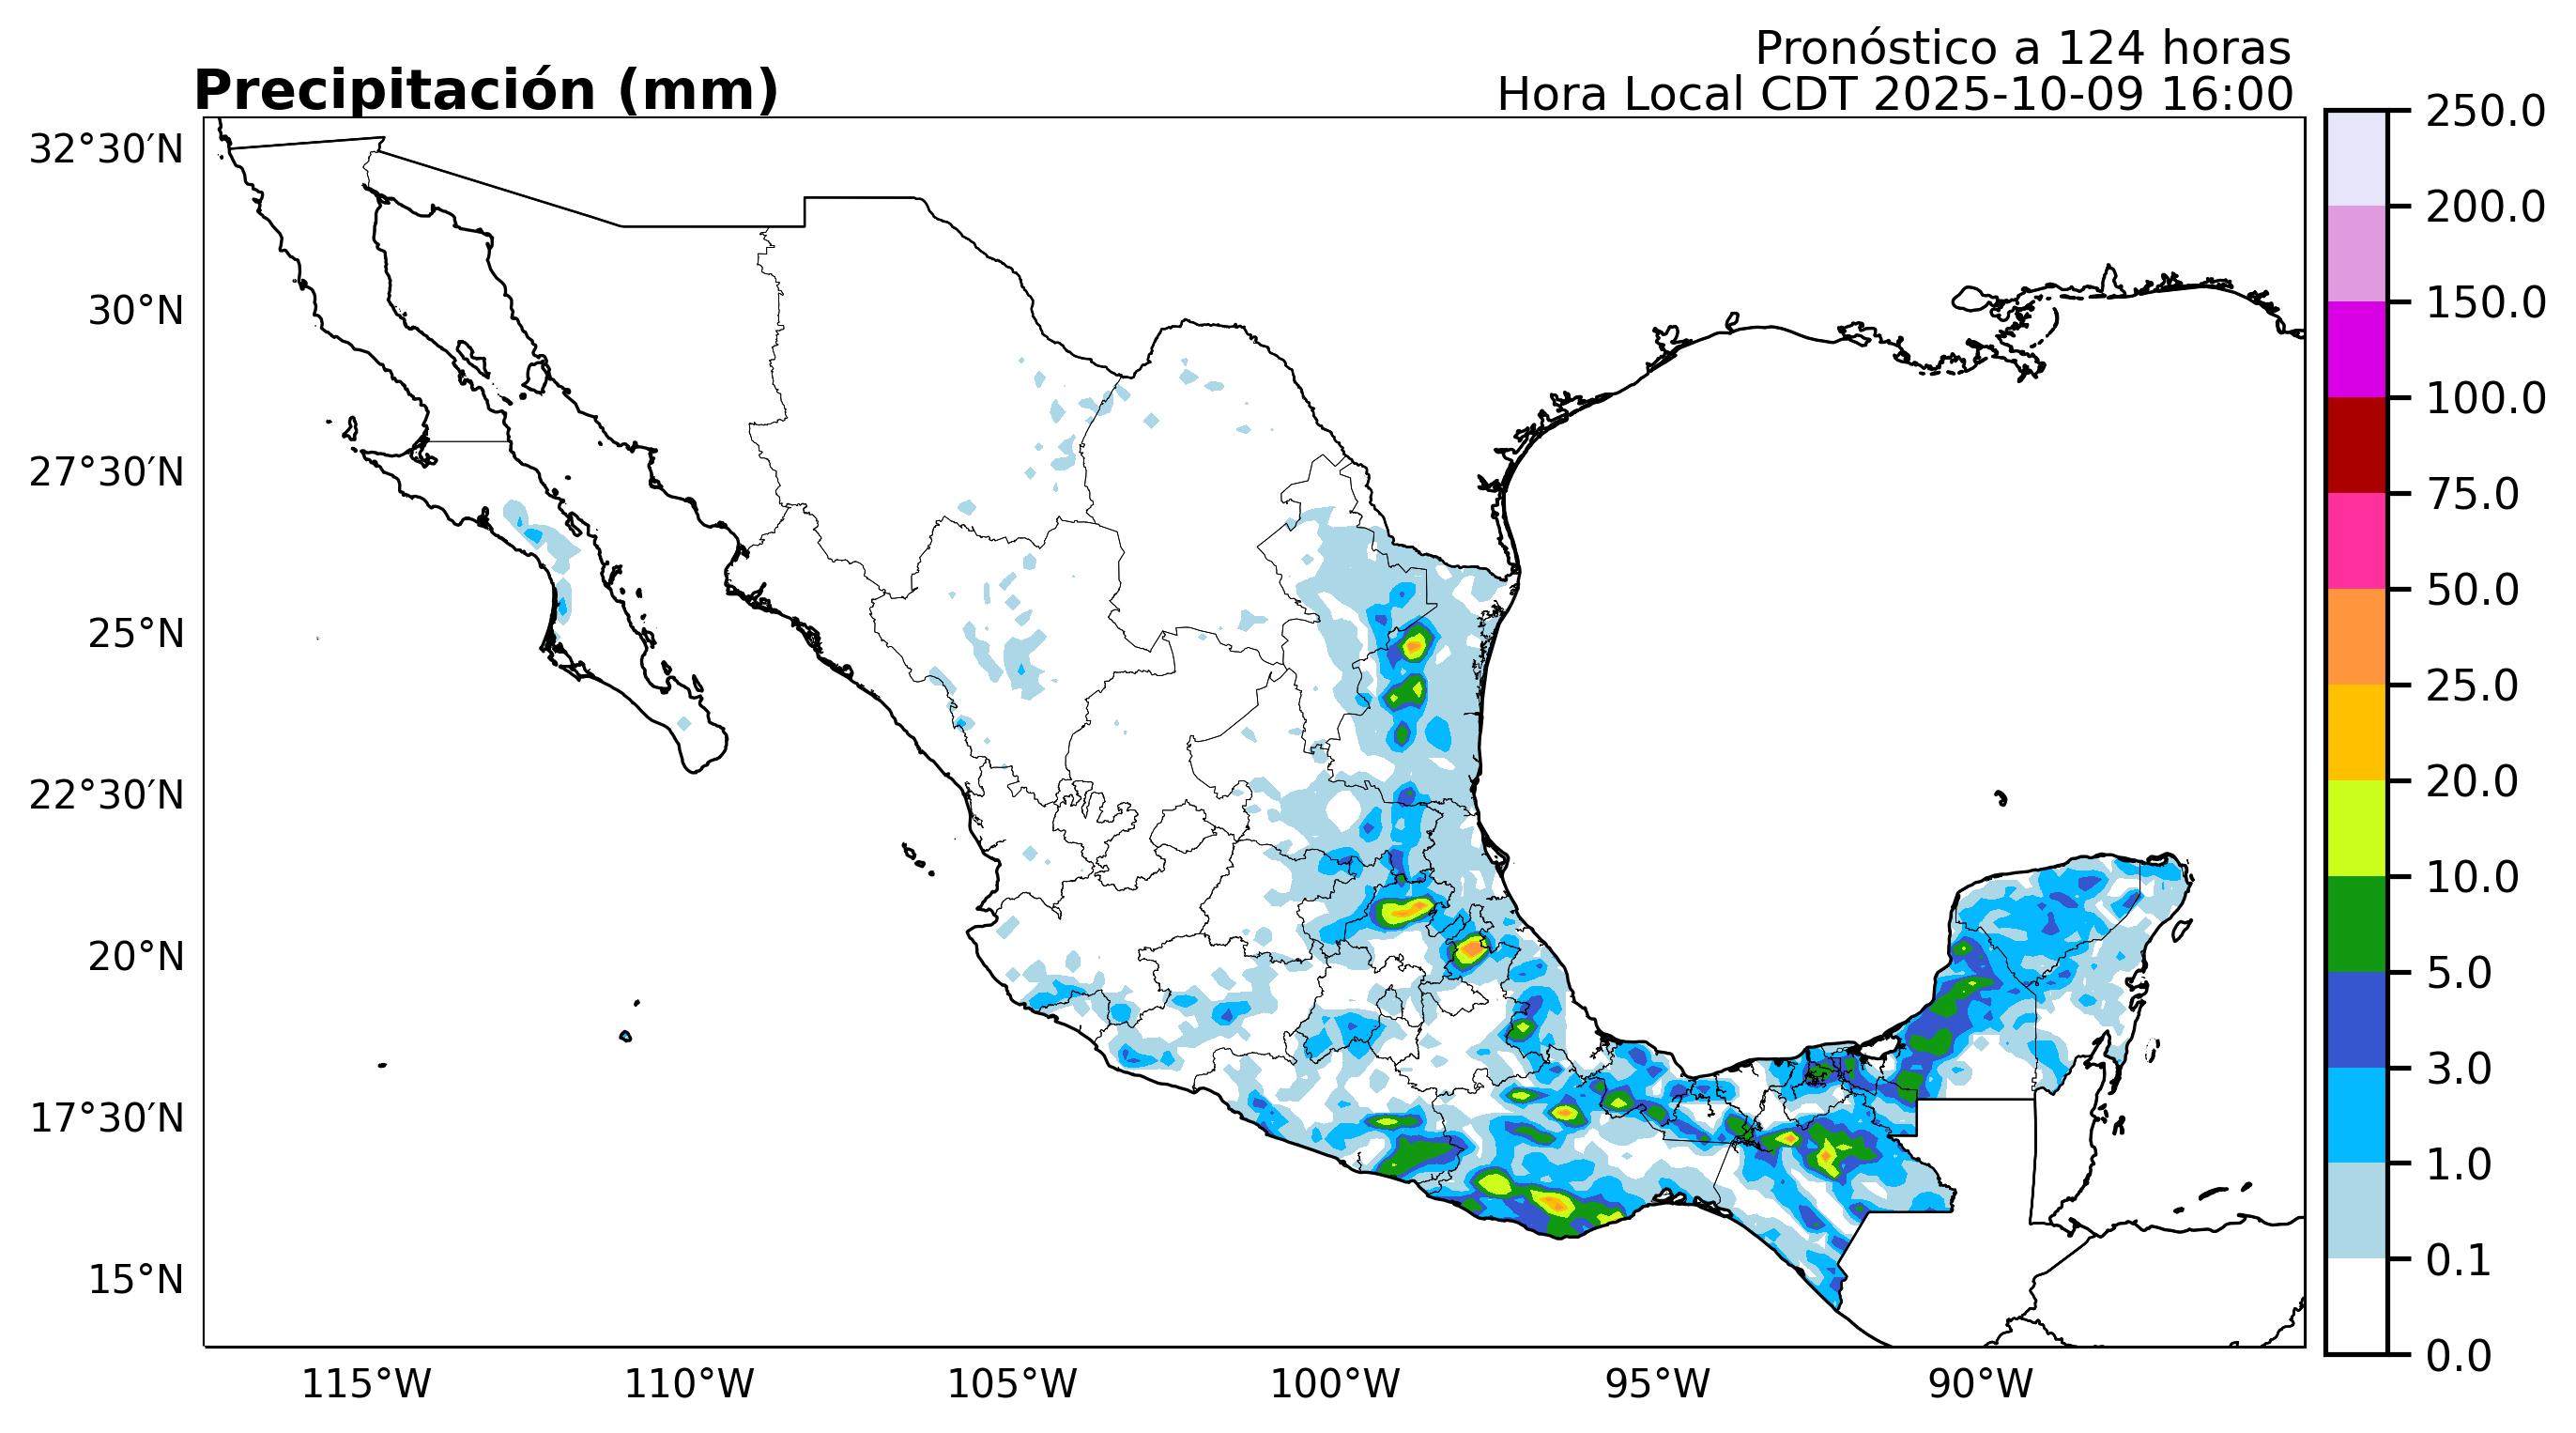 Pronóstico a 124 horas
Precipitación (mm)
Hora Local CDT 2025-10-09 16:00
32°30′N
30°N
27°30′N
25°N
22°30′N
20°N
17°30′N
15°N
115°W
110°W
105°W
100°W
95°W
90°W
250.0
200.0
150.0
100.0
75.0
50.0
25.0
20.0
10.0
5.0
3.0
1.0
0.1
0.0